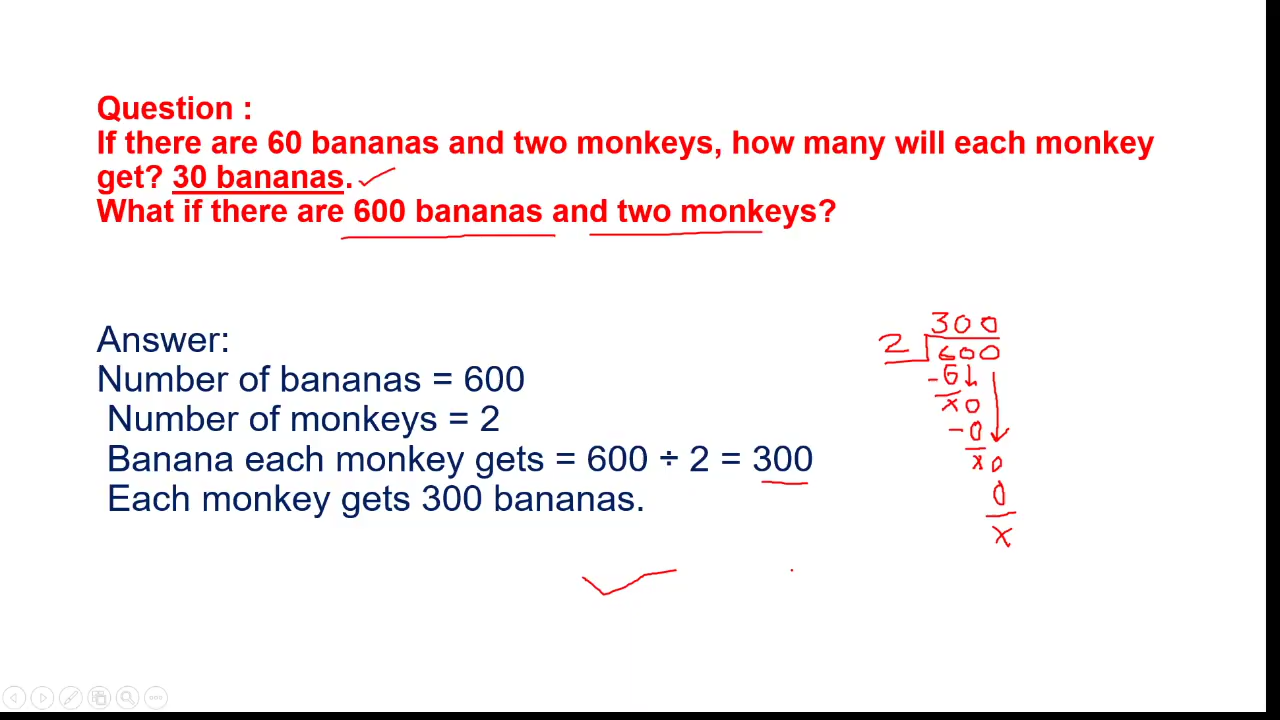 Question :
If there are 60 bananas and two monkeys, how many will each monkey
get? 30 bananas.
What if there are 600 bananas and two monkeys?
Answer:
Number of bananas = 600
Number of monkeys = 2
Banana each monkey gets = 600 ÷ 2 = 300
Each monkey gets 300 bananas.
300
2 600
-6
x0
-0
x0
0
x